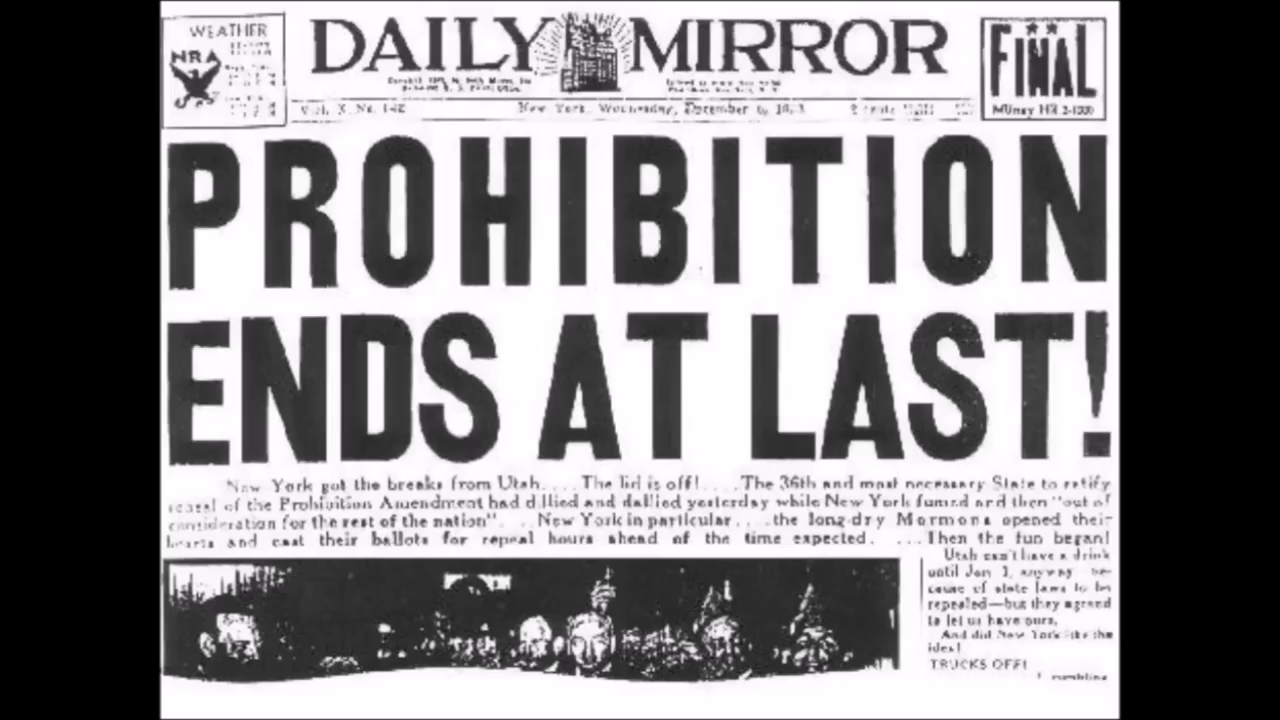 WEATHER
NRA
DAILY MIRROR
FINAL
New York, Wednesday, December 6,
PROHIBITION
ENDS AT LAST!
New York got the breaks from Utah....The lid is off!....The 36th and most necessary State to ratify
repeal of the Prohibition Amendment had dillied and dallied yesterday while New York fumed and then "out of
consideration for the rest of the nation"....New York in particular....the long-dry Mormons opened their
hearts and cast their ballots for repeal hours ahead of the time expected. ....Then the fun began!
Utah can't have a drink
until Jan 1, anyway be-
cause of state laws to be
repealed—but they agreed
to let us have ours.
And did New York like the
idea!
TRUCKS OFF!